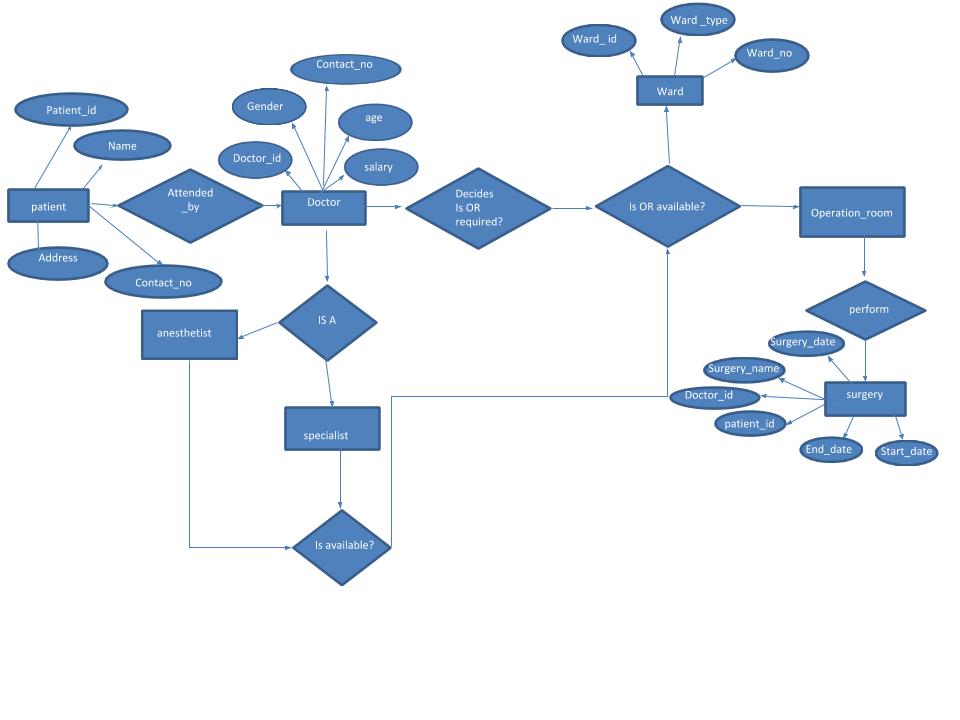 Ward_ id
Ward _type
Ward_no
Ward
Contact_no
Gender
age
Doctor_id
salary
Patient_id
Name
patient
Attended
_by
Doctor
Decides
Is OR
required?
Is OR available?
Operation_room
Address
Contact_no
anesthetist
IS A
perform
Surgery_date
Surgery_name
Doctor_id
patient_id
surgery
End_date
Start_date
specialist
Is available?